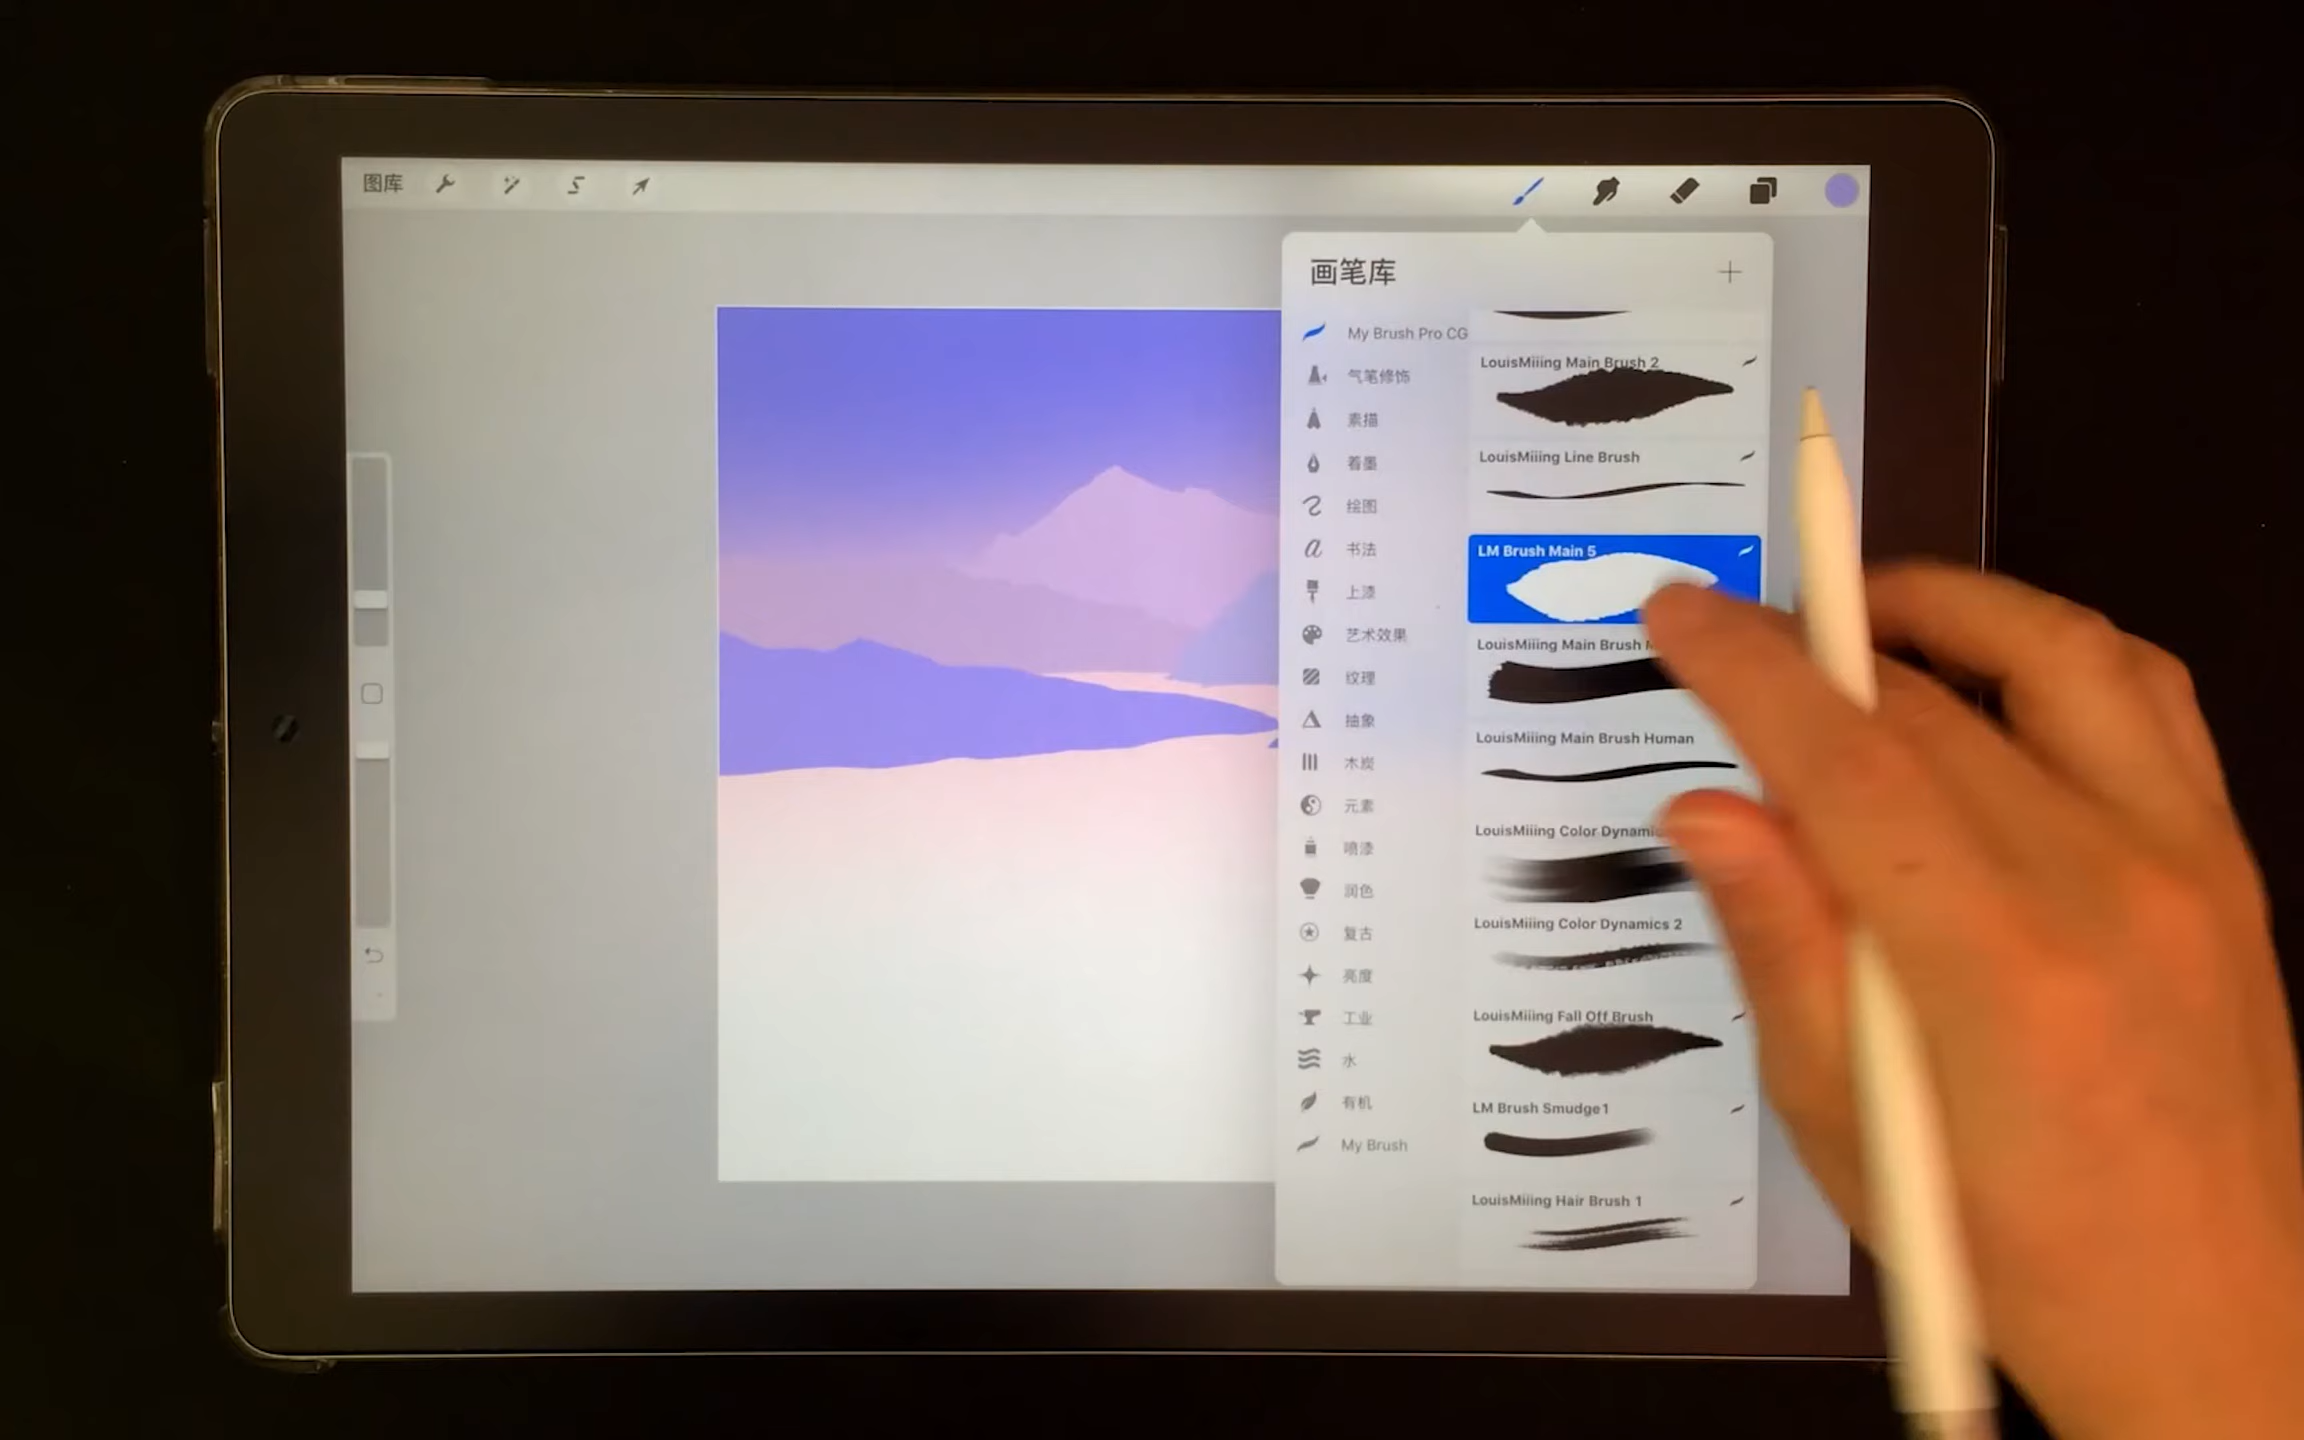 图库
画笔库
My Brush Pro CG
气笔修饰
素描
着墨
绘图
书法
上漆
艺术效果
纹理
抽象
木炭
元素
喷漆
润色
复古
亮度
工业
水
有机
My Brush
LouisMiiing Main Brush 2
LouisMiiing Line Brush
LM Brush Main 5
LouisMiiing Main Brush
LouisMiiing Main Brush Human
LouisMiiing Color
LouisMiiing Color Dynamics 2
LouisMiiing Fall Off Brush
LM Brush Smudge1
LouisMiiing Hair Brush 1